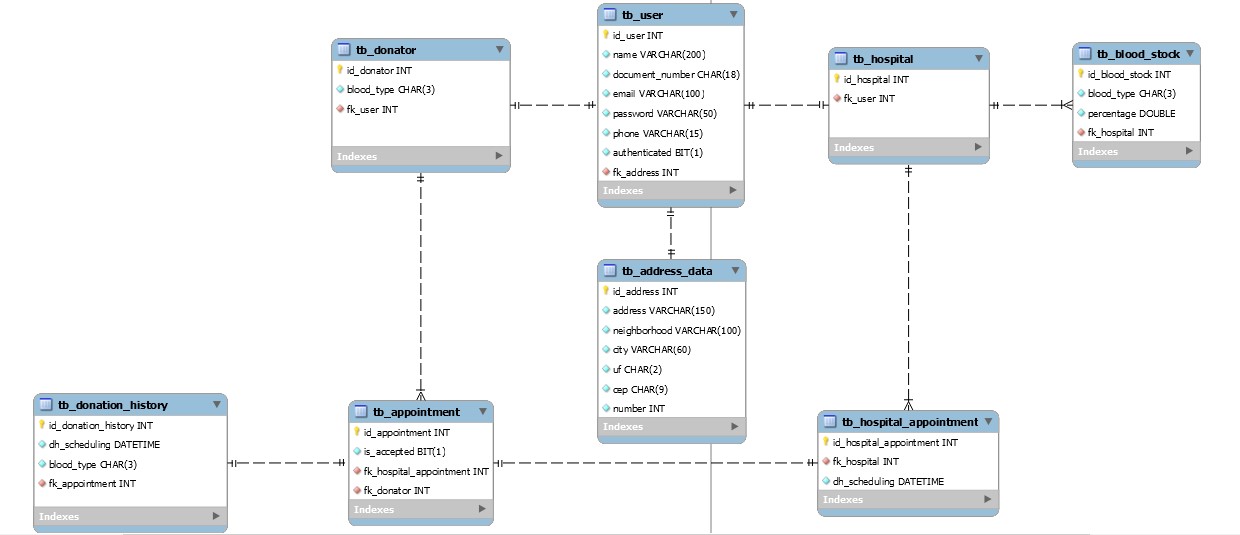 tb_user
id_user INT
name VARCHAR(200)
document_number CHAR(18)
email VARCHAR(100)
password VARCHAR(50)
phone VARCHAR(15)
authenticated BIT(1)
fk_address INT
Indexes
tb_donator
id_donator INT
blood_type CHAR(3)
fk_user INT
Indexes
tb_hospital
id_hospital INT
fk_user INT
Indexes
tb_blood_stock
id_blood_stock INT
blood_type CHAR(3)
percentage DOUBLE
fk_hospital INT
Indexes
tb_address_data
id_address INT
address VARCHAR(150)
neighborhood VARCHAR(100)
city VARCHAR(60)
uf CHAR(2)
cep CHAR(9)
number INT
Indexes
tb_donation_history
id_donation_history INT
dh_scheduling DATETIME
blood_type CHAR(3)
fk_appointment INT
Indexes
tb_appointment
id_appointment INT
is_accepted BIT(1)
fk_hospital_appointment INT
fk_donator INT
Indexes
tb_hospital_appointment
id_hospital_appointment INT
fk_hospital INT
dh_scheduling DATETIME
Indexes